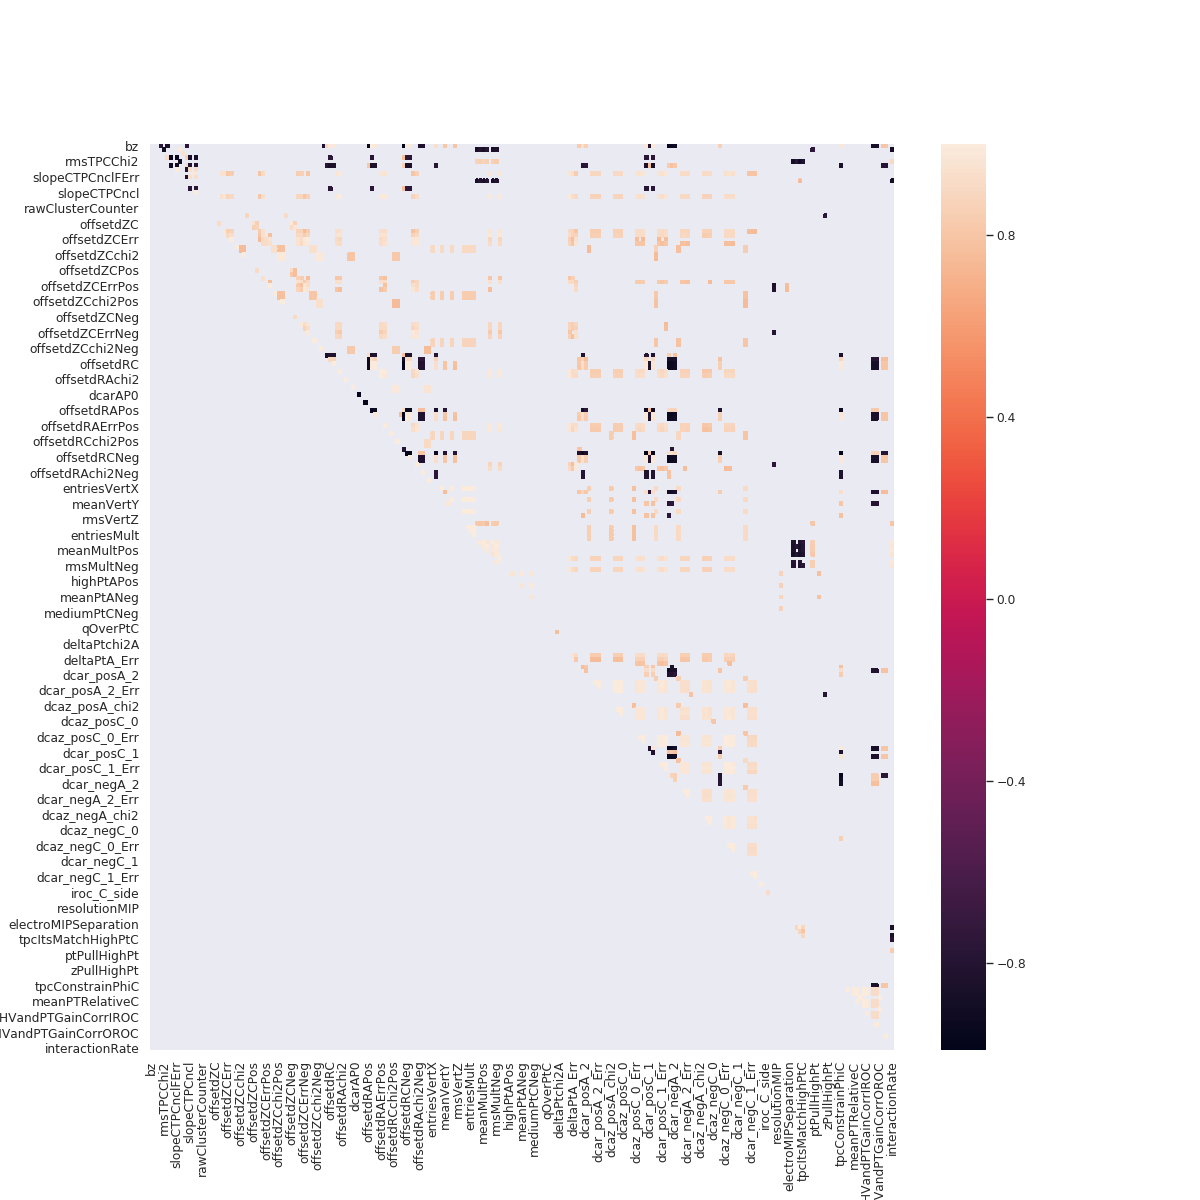 bz
rmsTPCChi2
slopeCTPCnclFErr
slopeCTPCncl
rawClusterCounter
offsetdZC
offsetdZCErr
offsetdZCchi2
offsetdZCPos
offsetdZCErrPos
offsetdZCchi2Pos
offsetdZCNeg
offsetdZCErrNeg
offsetdZCchi2Neg
offsetdRC
offsetdRAchi2
dcarAP0
offsetdRAPos
offsetdRAErrPos
offsetdRCchi2Pos
offsetdRCNeg
offsetdRAchi2Neg
entriesVertX
meanVertY
rmsVertZ
entriesMult
meanMultPos
rmsMultNeg
highPtAPos
meanPtANeg
mediumPtCNeg
qOverPtC
deltaPtchi2A
deltaPtA_Err
dcar_posA_2
dcar_posA_2_Err
dcaz_posA_chi2
dcaz_posC_0
dcaz_posC_0_Err
dcar_posC_1
dcar_posC_1_Err
dcar_negA_2
dcar_negA_2_Err
dcaz_negA_chi2
dcaz_negC_0
dcaz_negC_0_Err
dcar_negC_1
dcar_negC_1_Err
iroc_C_side
resolutionMIP
electroMIPSeparation
tpcItsMatchHighPtC
ptPullHighPt
zPullHighPt
tpcConstrainPhiC
meanPTRelativeC
HVandPTGainCorrIROC
VandPTGainCorrOROC
interactionRate
bz
rmsTPCChi2
slopeCTPCnclFErr
slopeCTPCncl
rawClusterCounter
offsetdZC
offsetdZCErr
offsetdZCchi2
offsetdZCPos
offsetdZCErrPos
offsetdZCchi2Pos
offsetdZCNeg
offsetdZCErrNeg
offsetdZCchi2Neg
offsetdRC
offsetdRAchi2
dcarAP0
offsetdRAPos
offsetdRAErrPos
offsetdRCchi2Pos
offsetdRCNeg
offsetdRAchi2Neg
entriesVertX
meanVertY
rmsVertZ
entriesMult
meanMultPos
rmsMultNeg
highPtAPos
meanPtANeg
mediumPtCNeg
qOverPtC
deltaPtchi2A
deltaPtA_Err
dcar_posA_2
dcar_posA_2_Err
dcaz_posA_chi2
dcaz_posC_0
dcaz_posC_0_Err
dcar_posC_1
dcar_posC_1_Err
dcar_negA_2
dcar_negA_2_Err
dcaz_negA_chi2
dcaz_negC_0
dcaz_negC_0_Err
dcar_negC_1
dcar_negC_1_Err
iroc_C_side
resolutionMIP
electroMIPSeparation
tpcItsMatchHighPtC
ptPullHighPt
zPullHighPt
tpcConstrainPhiC
meanPTRelativeC
HVandPTGainCorrIROC
VandPTGainCorrOROC
interactionRate
0.8
0.4
0.0
−0.4
−0.8